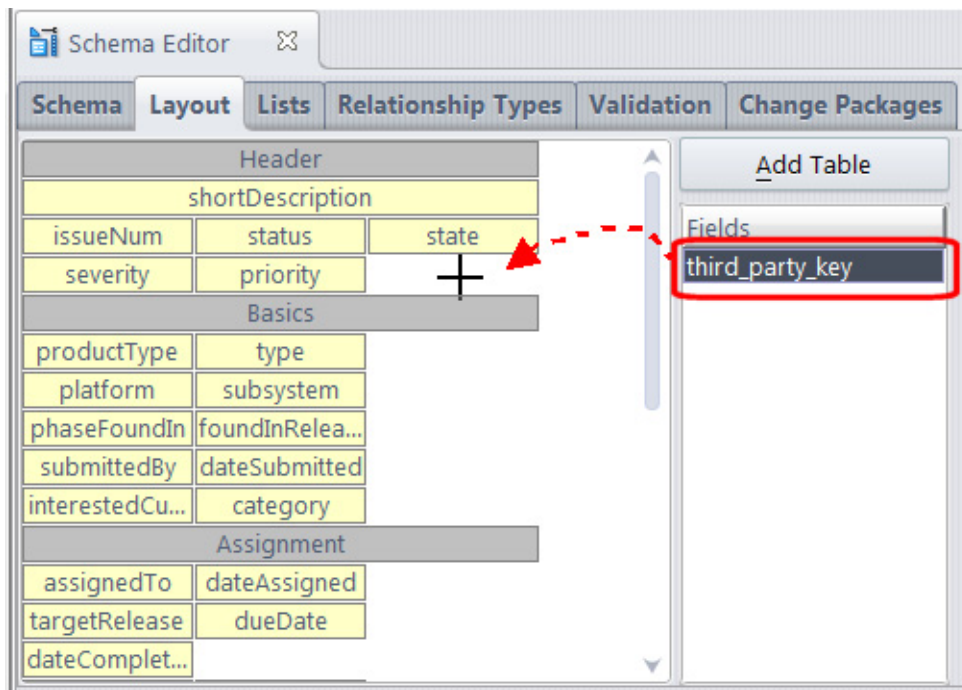 Schema Editor
Schema Layout Lists Relationship Types Validation Change Packages
Header
shortDescription
issueNum status state
severity priority
Basics
productType type
platform subsystem
phaseFoundIn foundInRelea...
submittedBy dateSubmitted
interestedCu... category
Assignment
assignedTo dateAssigned
targetRelease dueDate
dateComplet...
Add Table
Fields
third_party_key